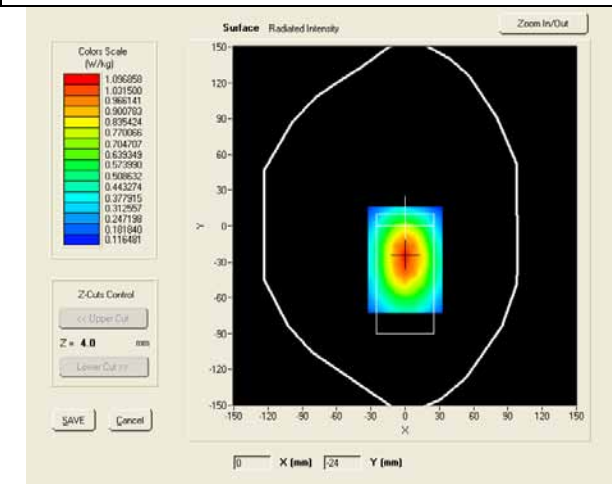 Surface Radiated Intensity
Zoom In/Out
Colors Scale
(W/kg)
1.096858
1.031500
0.966141
0.900783
0.835424
0.770066
0.704707
0.639349
0.573990
0.508632
0.443274
0.377915
0.312557
0.247198
0.181840
0.116481
150
120
90
60
30
0
-30
-60
-90
-120
-150
Y
-150 -120 -90 -60 -30 0 30 60 90 120 150
X
Z-Cuts Control
<< Upper Cut
Z = 4.0 mm
Lower Cut >>
SAVE Cancel
0 X (mm) -24 Y (mm)